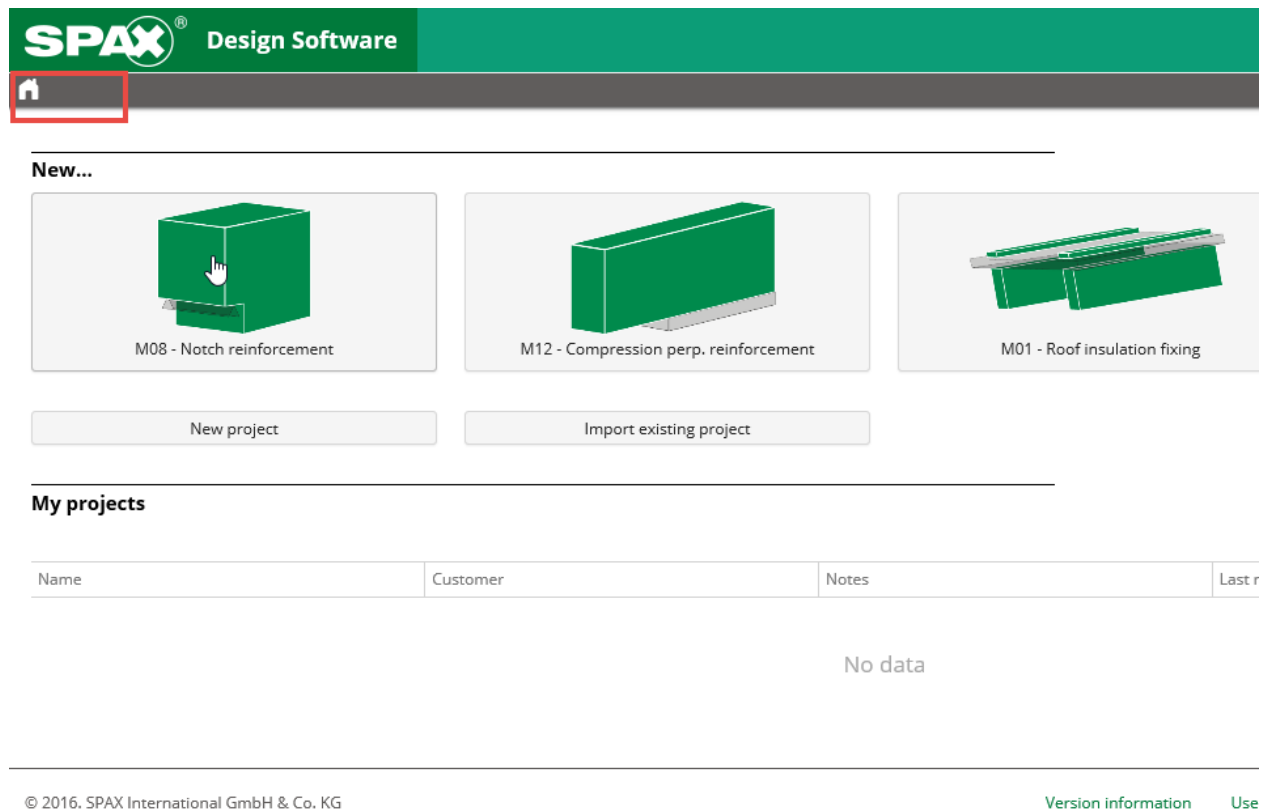 SPAX® Design Software
New...
M08 - Notch reinforcement
M12 - Compression perp. reinforcement
M01 - Roof insulation fixing
New project
Import existing project
My projects
Name
Customer
Notes
Last
No data
© 2016. SPAX International GmbH & Co. KG
Version information
Use